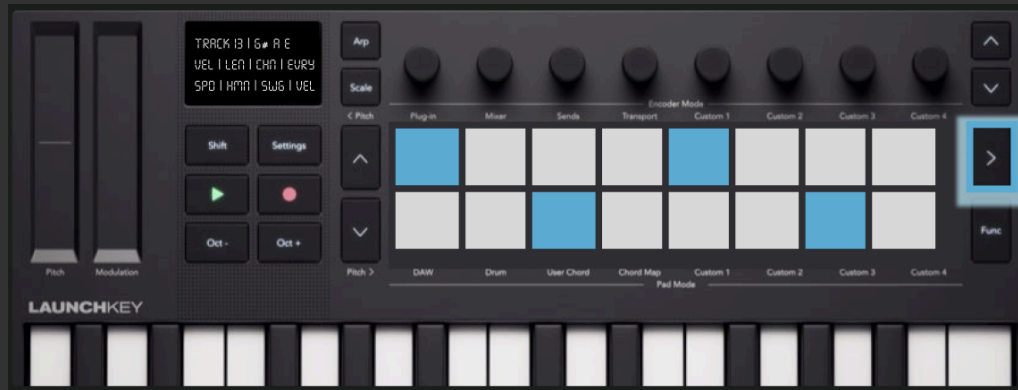 TRACK 13 | G# A E
VEL | LEN | CHN | EVRY
SPD | HMN | SWG | VEL
Arp
Scale
< Pitch
Encoder Mode
Plug-in Mixer Sends Transport Custom 1 Custom 2 Custom 3 Custom 4
Shift Settings
Oct - Oct +
Func
Pitch Modulation
Pitch > DAW Drum User Chord Chord Map Custom 1 Custom 2 Custom 3 Custom 4
Pad Mode
LAUNCHKEY